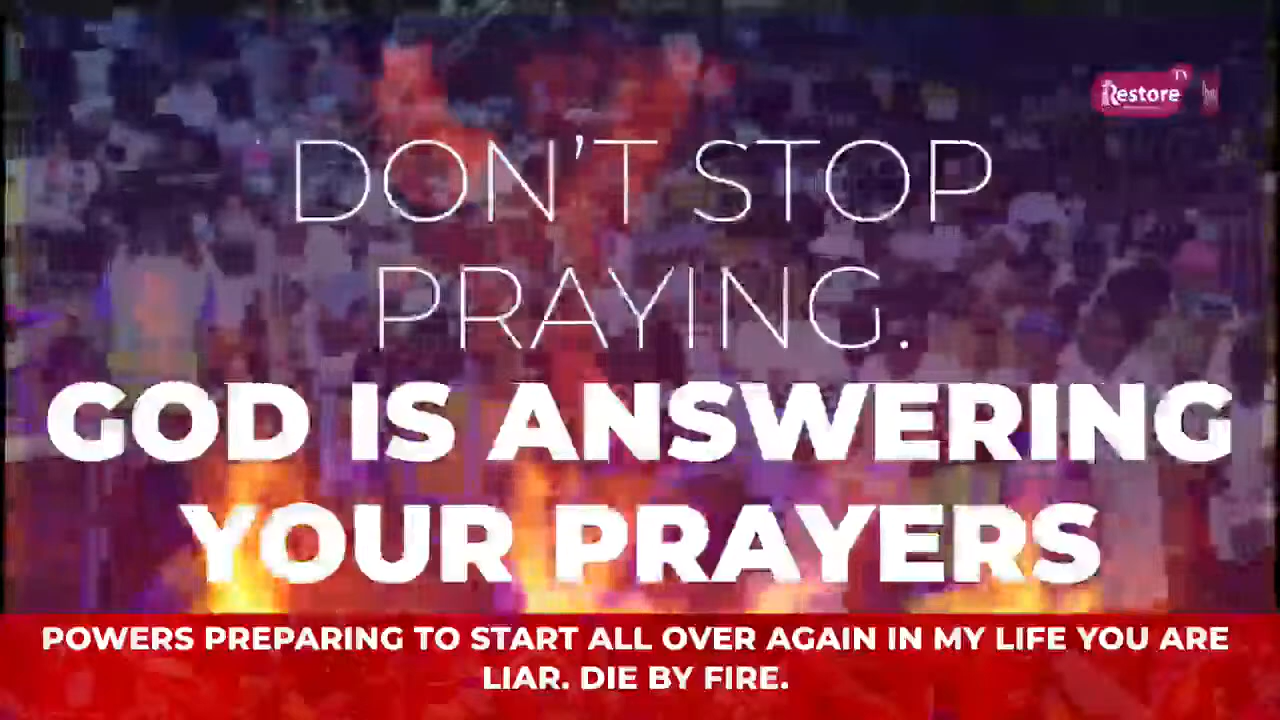 TV
Restore
DON'T STOP
PRAYING.
GOD IS ANSWERING
YOUR PRAYERS
POWERS PREPARING TO START ALL OVER AGAIN IN MY LIFE YOU ARE
LIAR. DIE BY FIRE.